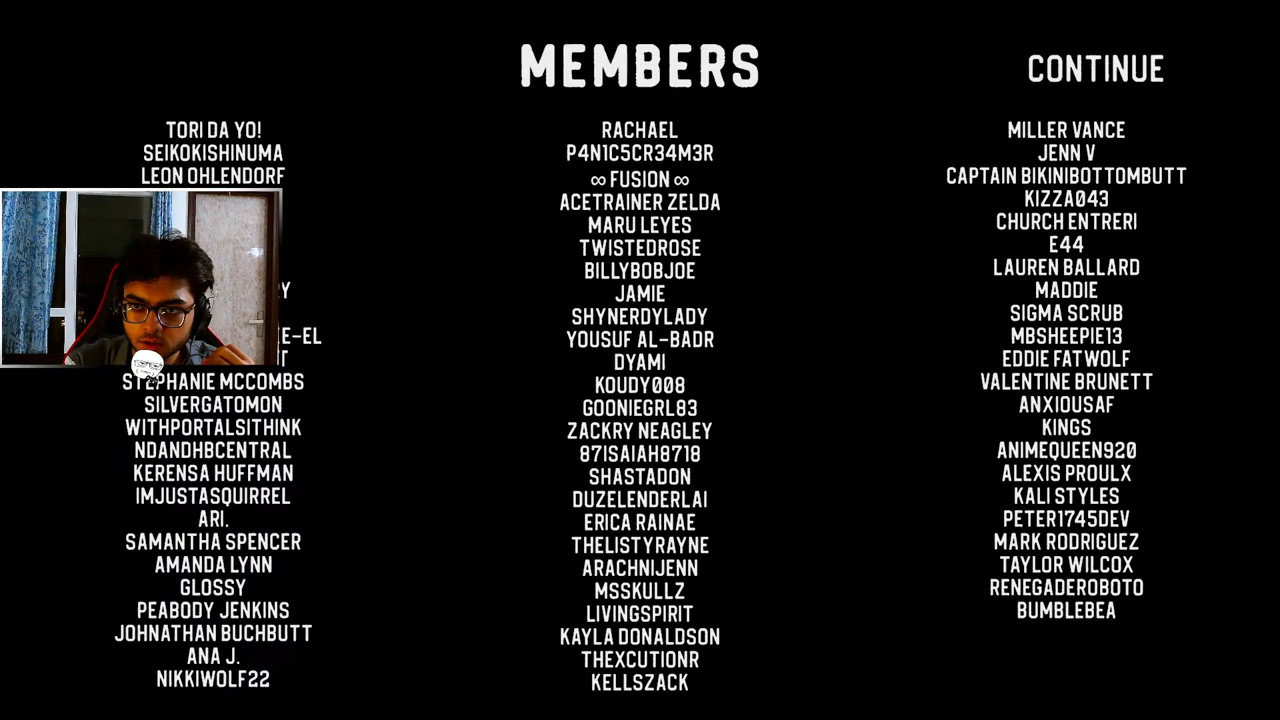 MEMBERS
CONTINUE
TORI DA YO!
SEIKOKISHINUMA
LEON OHLENDORF
STEPHANIE MCCOMBS
SILVERGATOMON
WITHPORTALSITHINK
NDANDHBCENTRAL
KERENSA HUFFMAN
IMJUSTASQUIRREL
ARI.
SAMANTHA SPENCER
AMANDA LYNN
GLOSSY
PEABODY JENKINS
JOHNATHAN BUCHBUTT
ANA J.
NIKKIWOLF22
RACHAEL
P4N1C5CR34M3R
∞ FUSION ∞
ACETRAINER ZELDA
MARU LEYES
TWISTEDROSE
BILLYBOBJOE
JAMIE
SHYNERDYLADY
YOUSUF AL-BADR
DYAMI
KOUDY008
GOONIEGRL83
ZACKRY NEAGLEY
87ISAIAH8718
SHASTADON
DUZELENDERLAI
ERICA RAINAE
THELISTYRAYNE
ARACHNIJENN
MSSKULLZ
LIVINGSPIRIT
KAYLA DONALDSON
THEXCUTIONR
KELLSZACK
MILLER VANCE
JENN V
CAPTAIN BIKINIBOTTOMBUTT
KIZZA043
CHURCH ENTRERI
E44
LAUREN BALLARD
MADDIE
SIGMA SCRUB
MBSHEEPIE13
EDDIE FATWOLF
VALENTINE BRUNETT
ANXIOUSAF
KINGS
ANIMEQUEEN920
ALEXIS PROULX
KALI STYLES
PETER1745DEV
MARK RODRIGUEZ
TAYLOR WILCOX
RENEGADEROBOTO
BUMBLEBEA